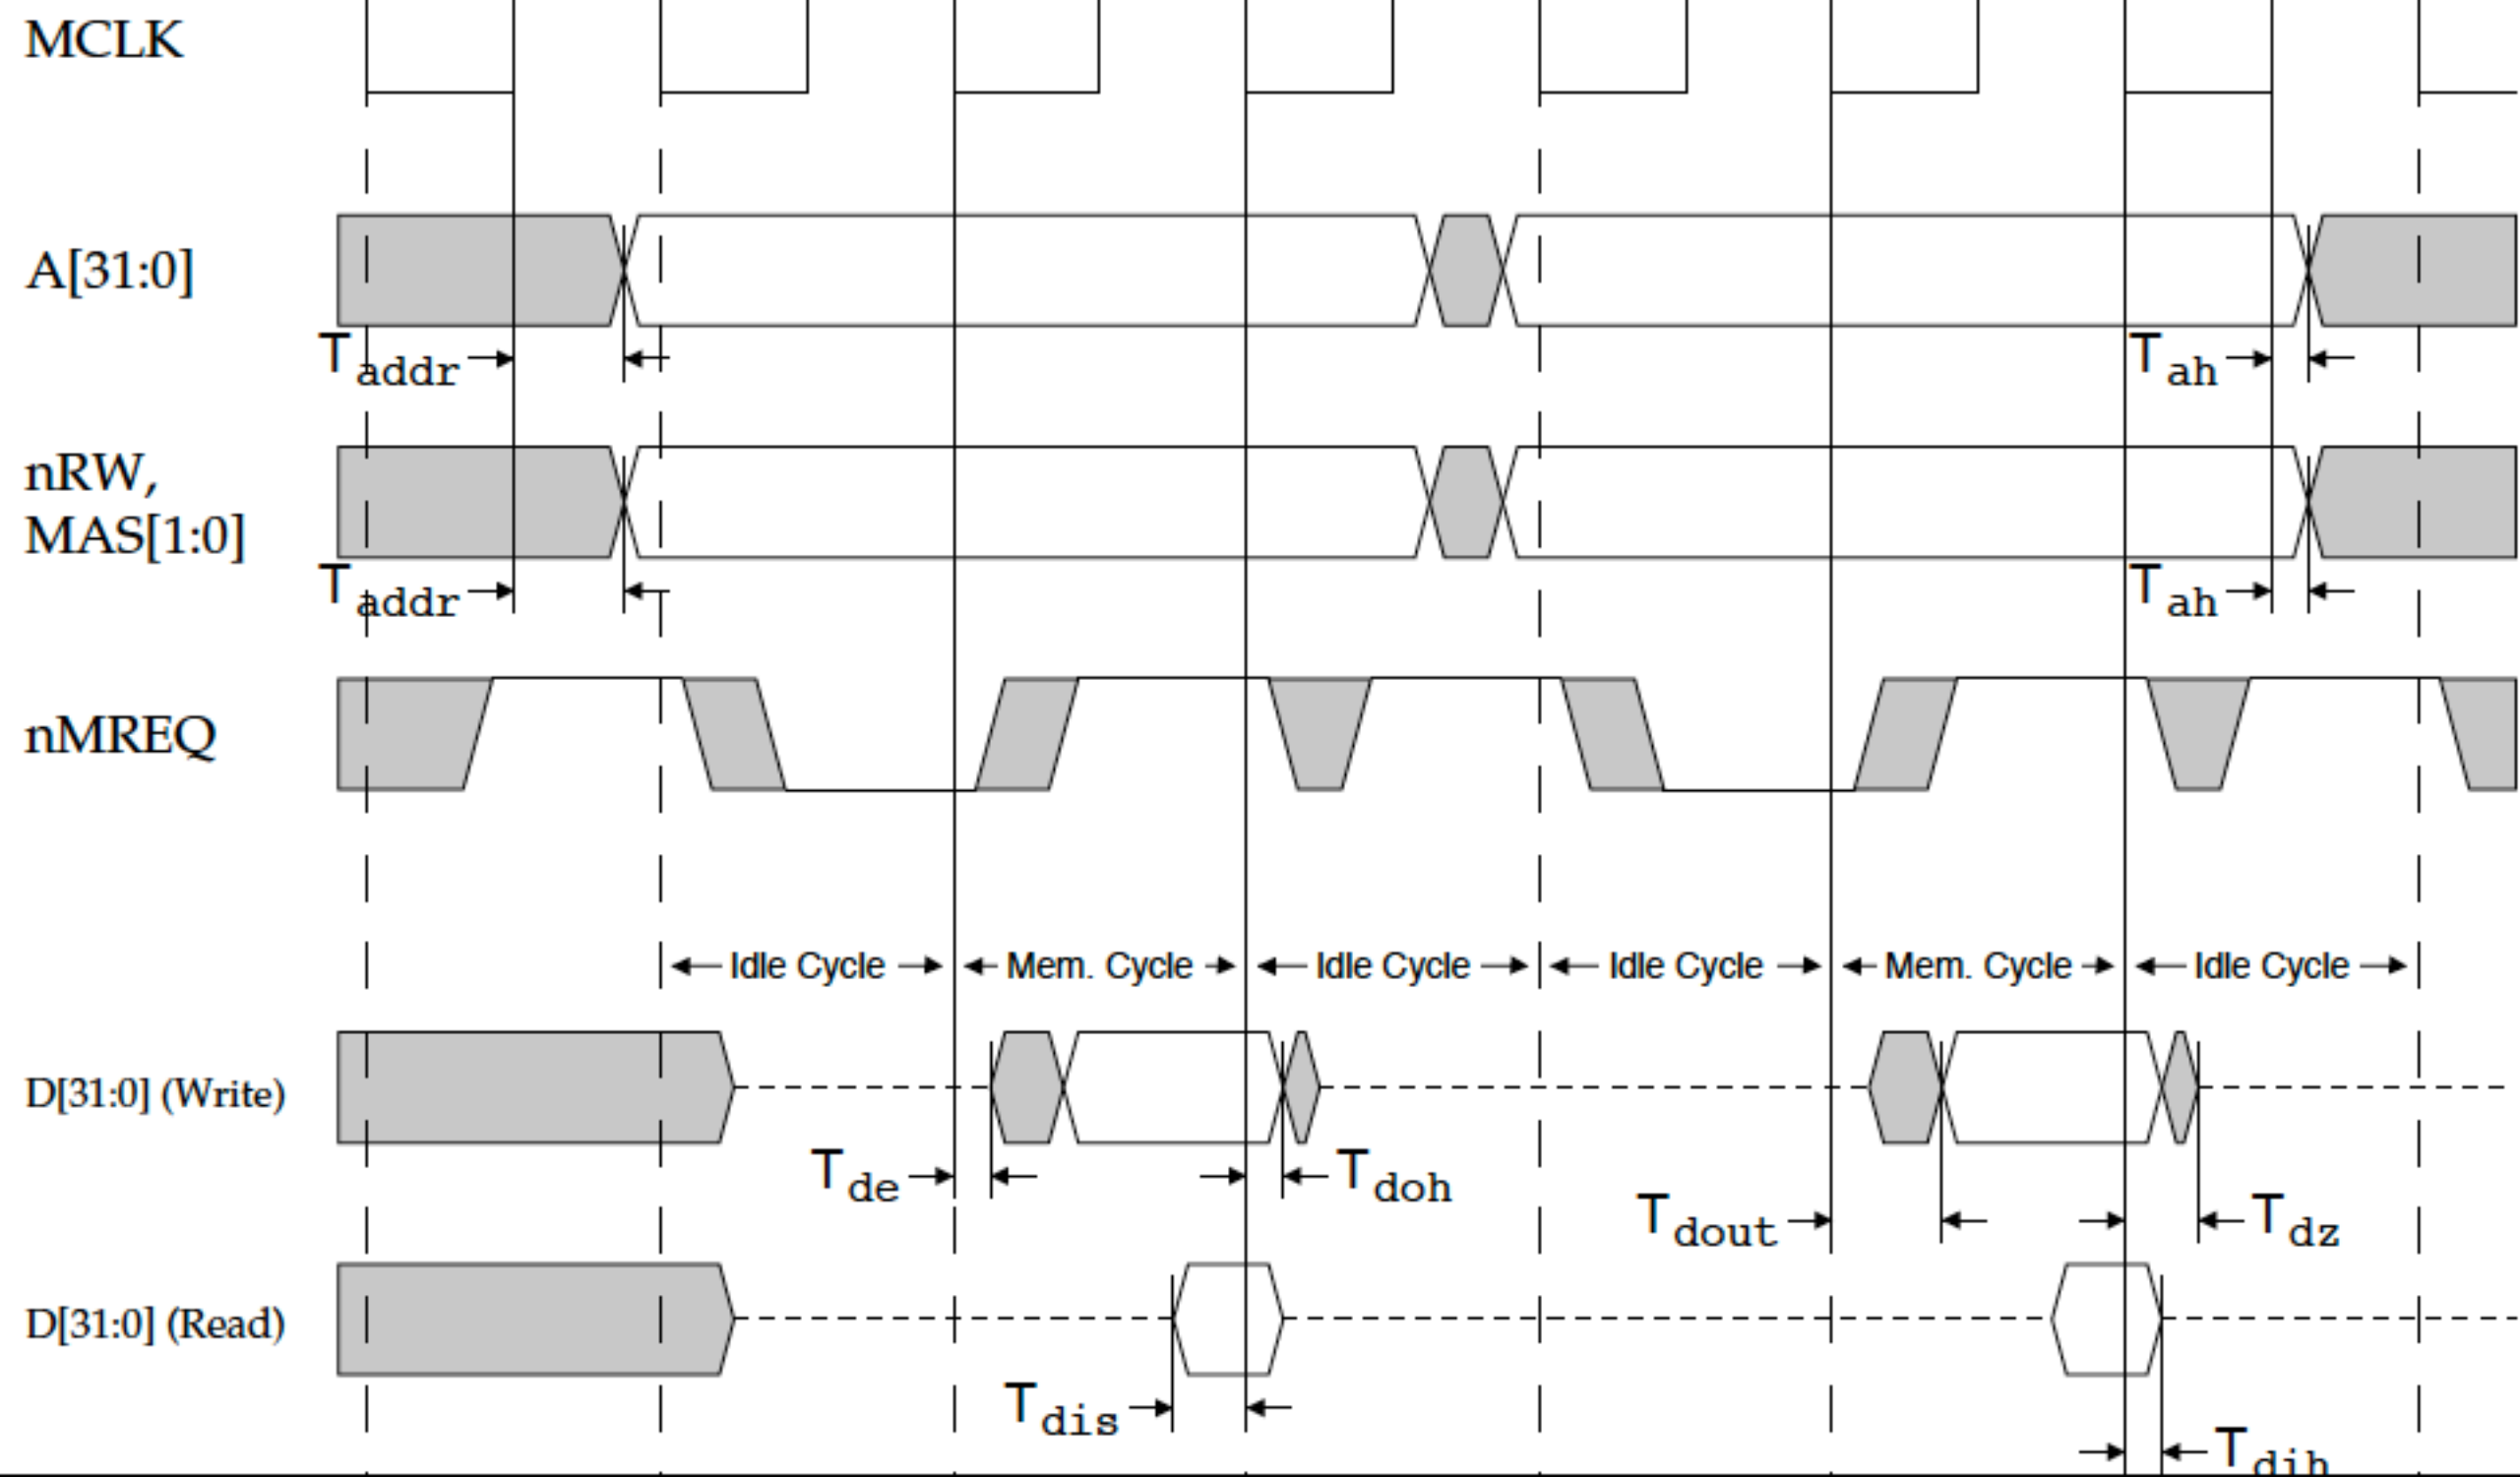 MCLK
A[31:0]
Taddr
Tah
nRW,
MAS[1:0]
Taddr
Tah
nMREQ
Idle Cycle Mem. Cycle Idle Cycle Idle Cycle Mem. Cycle Idle Cycle
D[31:0] (Write)
Tde
Tdoh
Tdout
Tdz
D[31:0] (Read)
Tdis
Tdih